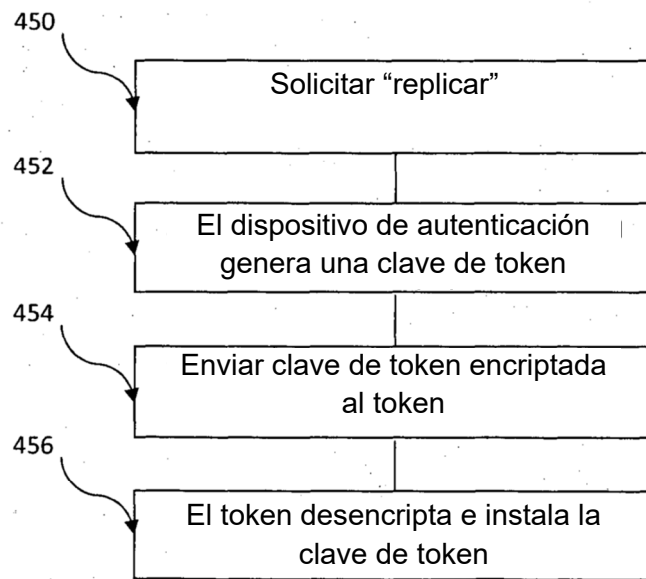 450
Solicitar “replicar”
452
El dispositivo de autenticación
genera una clave de token
454
Enviar clave de token encriptada
al token
456
El token desencripta e instala la
clave de token